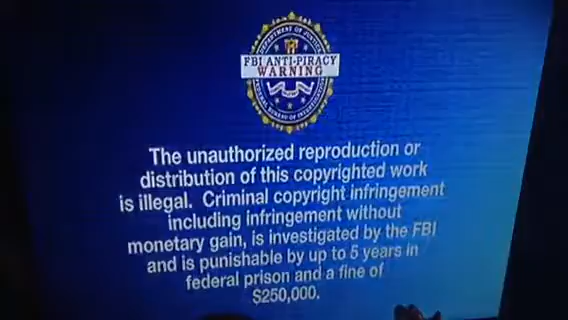 DEPARTMENT OF JUSTICE
FBI ANTI-PIRACY
WARNING
FEDERAL BUREAU OF INVESTIGATION
The unauthorized reproduction or
distribution of this copyrighted work
is illegal. Criminal copyright infringement
including infringement without
monetary gain, is investigated by the FBI
and is punishable by up to 5 years in
federal prison and a fine of
$250,000.